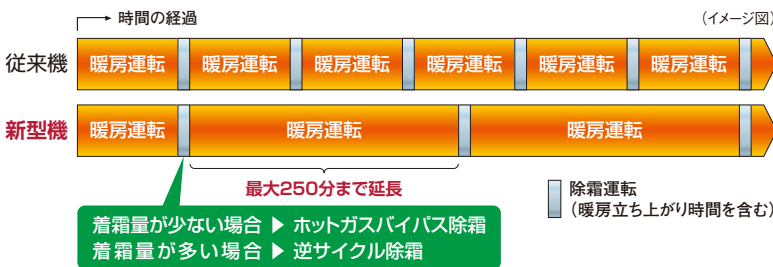 時間の経過
(イメージ図)
従来機 暖房運転 暖房運転 暖房運転 暖房運転 暖房運転 暖房運転
新型機 暖房運転 暖房運転 暖房運転
最大250分まで延長
除霜運転
(暖房立ち上がり時間を含む)
着霜量が少ない場合 ▶ ホットガスバイパス除霜
着霜量が多い場合 ▶ 逆サイクル除霜